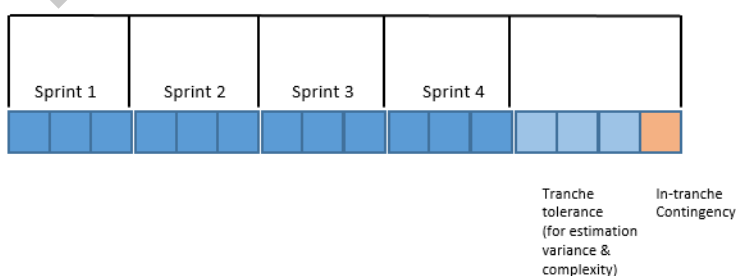 Sprint 1
Sprint 2
Sprint 3
Sprint 4
Tranche
tolerance
(for estimation
variance &
complexity)
In-tranche
Contingency